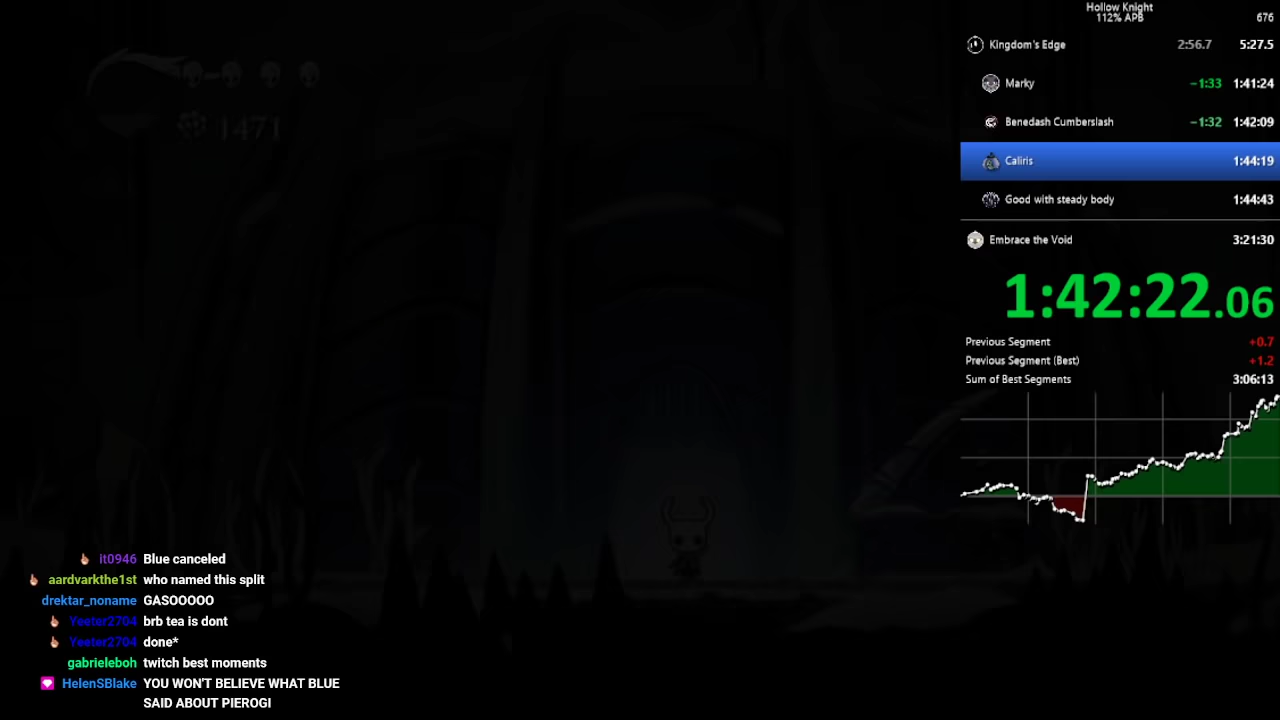 Hollow Knight
112% APB
676
Kingdom's Edge 2:56.7 5:27.5
Marky −1:33 1:41:24
Benedash Cumberslash −1:32 1:42:09
Caliris 1:44:19
Good with steady body 1:44:43
Embrace the Void 3:21:30
1:42:22.06
Previous Segment +0.7
Previous Segment (Best) +1.2
Sum of Best Segments 3:06:13
1471
it0946 Blue canceled
aardvarkthe1st who named this split
drektar_noname GASOOOOO
Yeeter2704 brb tea is dont
Yeeter2704 done*
gabrieleboh twitch best moments
HelenSBlake YOU WON'T BELIEVE WHAT BLUE
SAID ABOUT PIEROGI